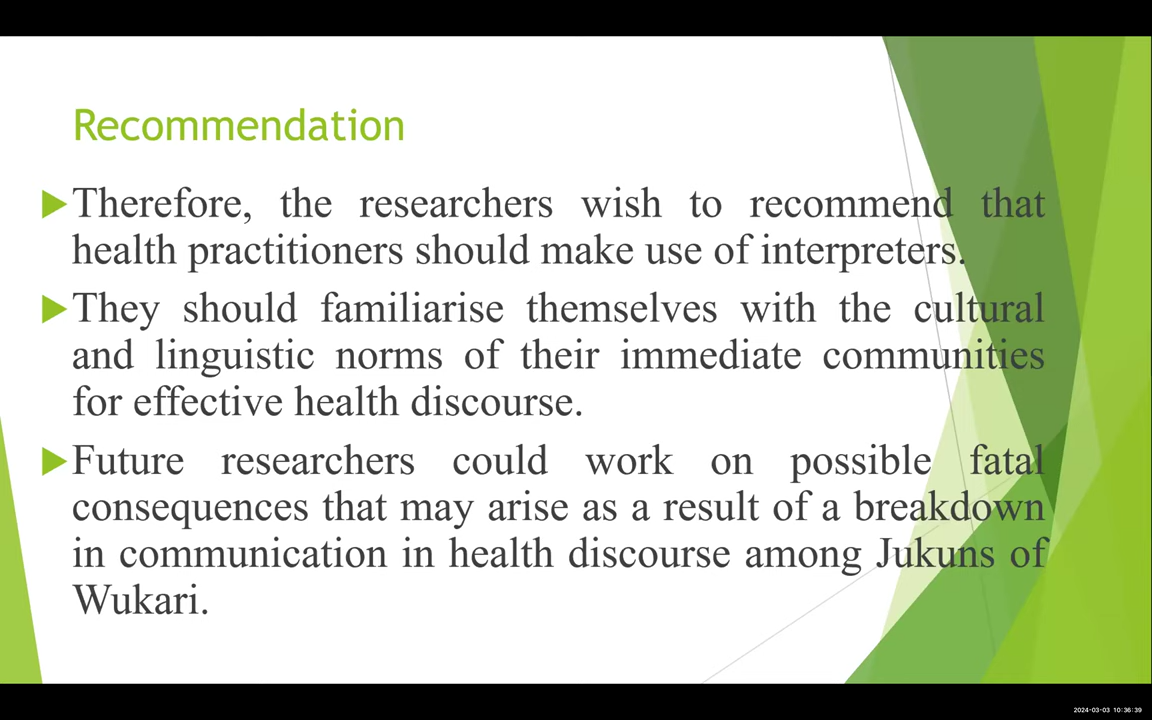 Recommendation
Therefore, the researchers wish to recommend that
health practitioners should make use of interpreters.
They should familiarise themselves with the cultural
and linguistic norms of their immediate communities
for effective health discourse.
Future researchers could work on possible fatal
consequences that may arise as a result of a breakdown
in communication in health discourse among Jukuns of
Wukari.
2024-03-03 10:36:39